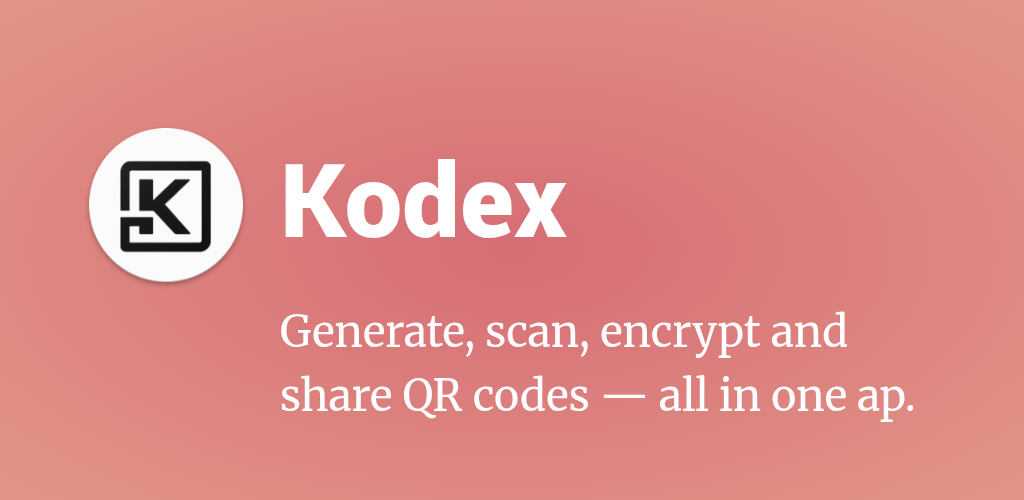 K
Kodex
Generate, scan, encrypt and
share QR codes — all in one ap.